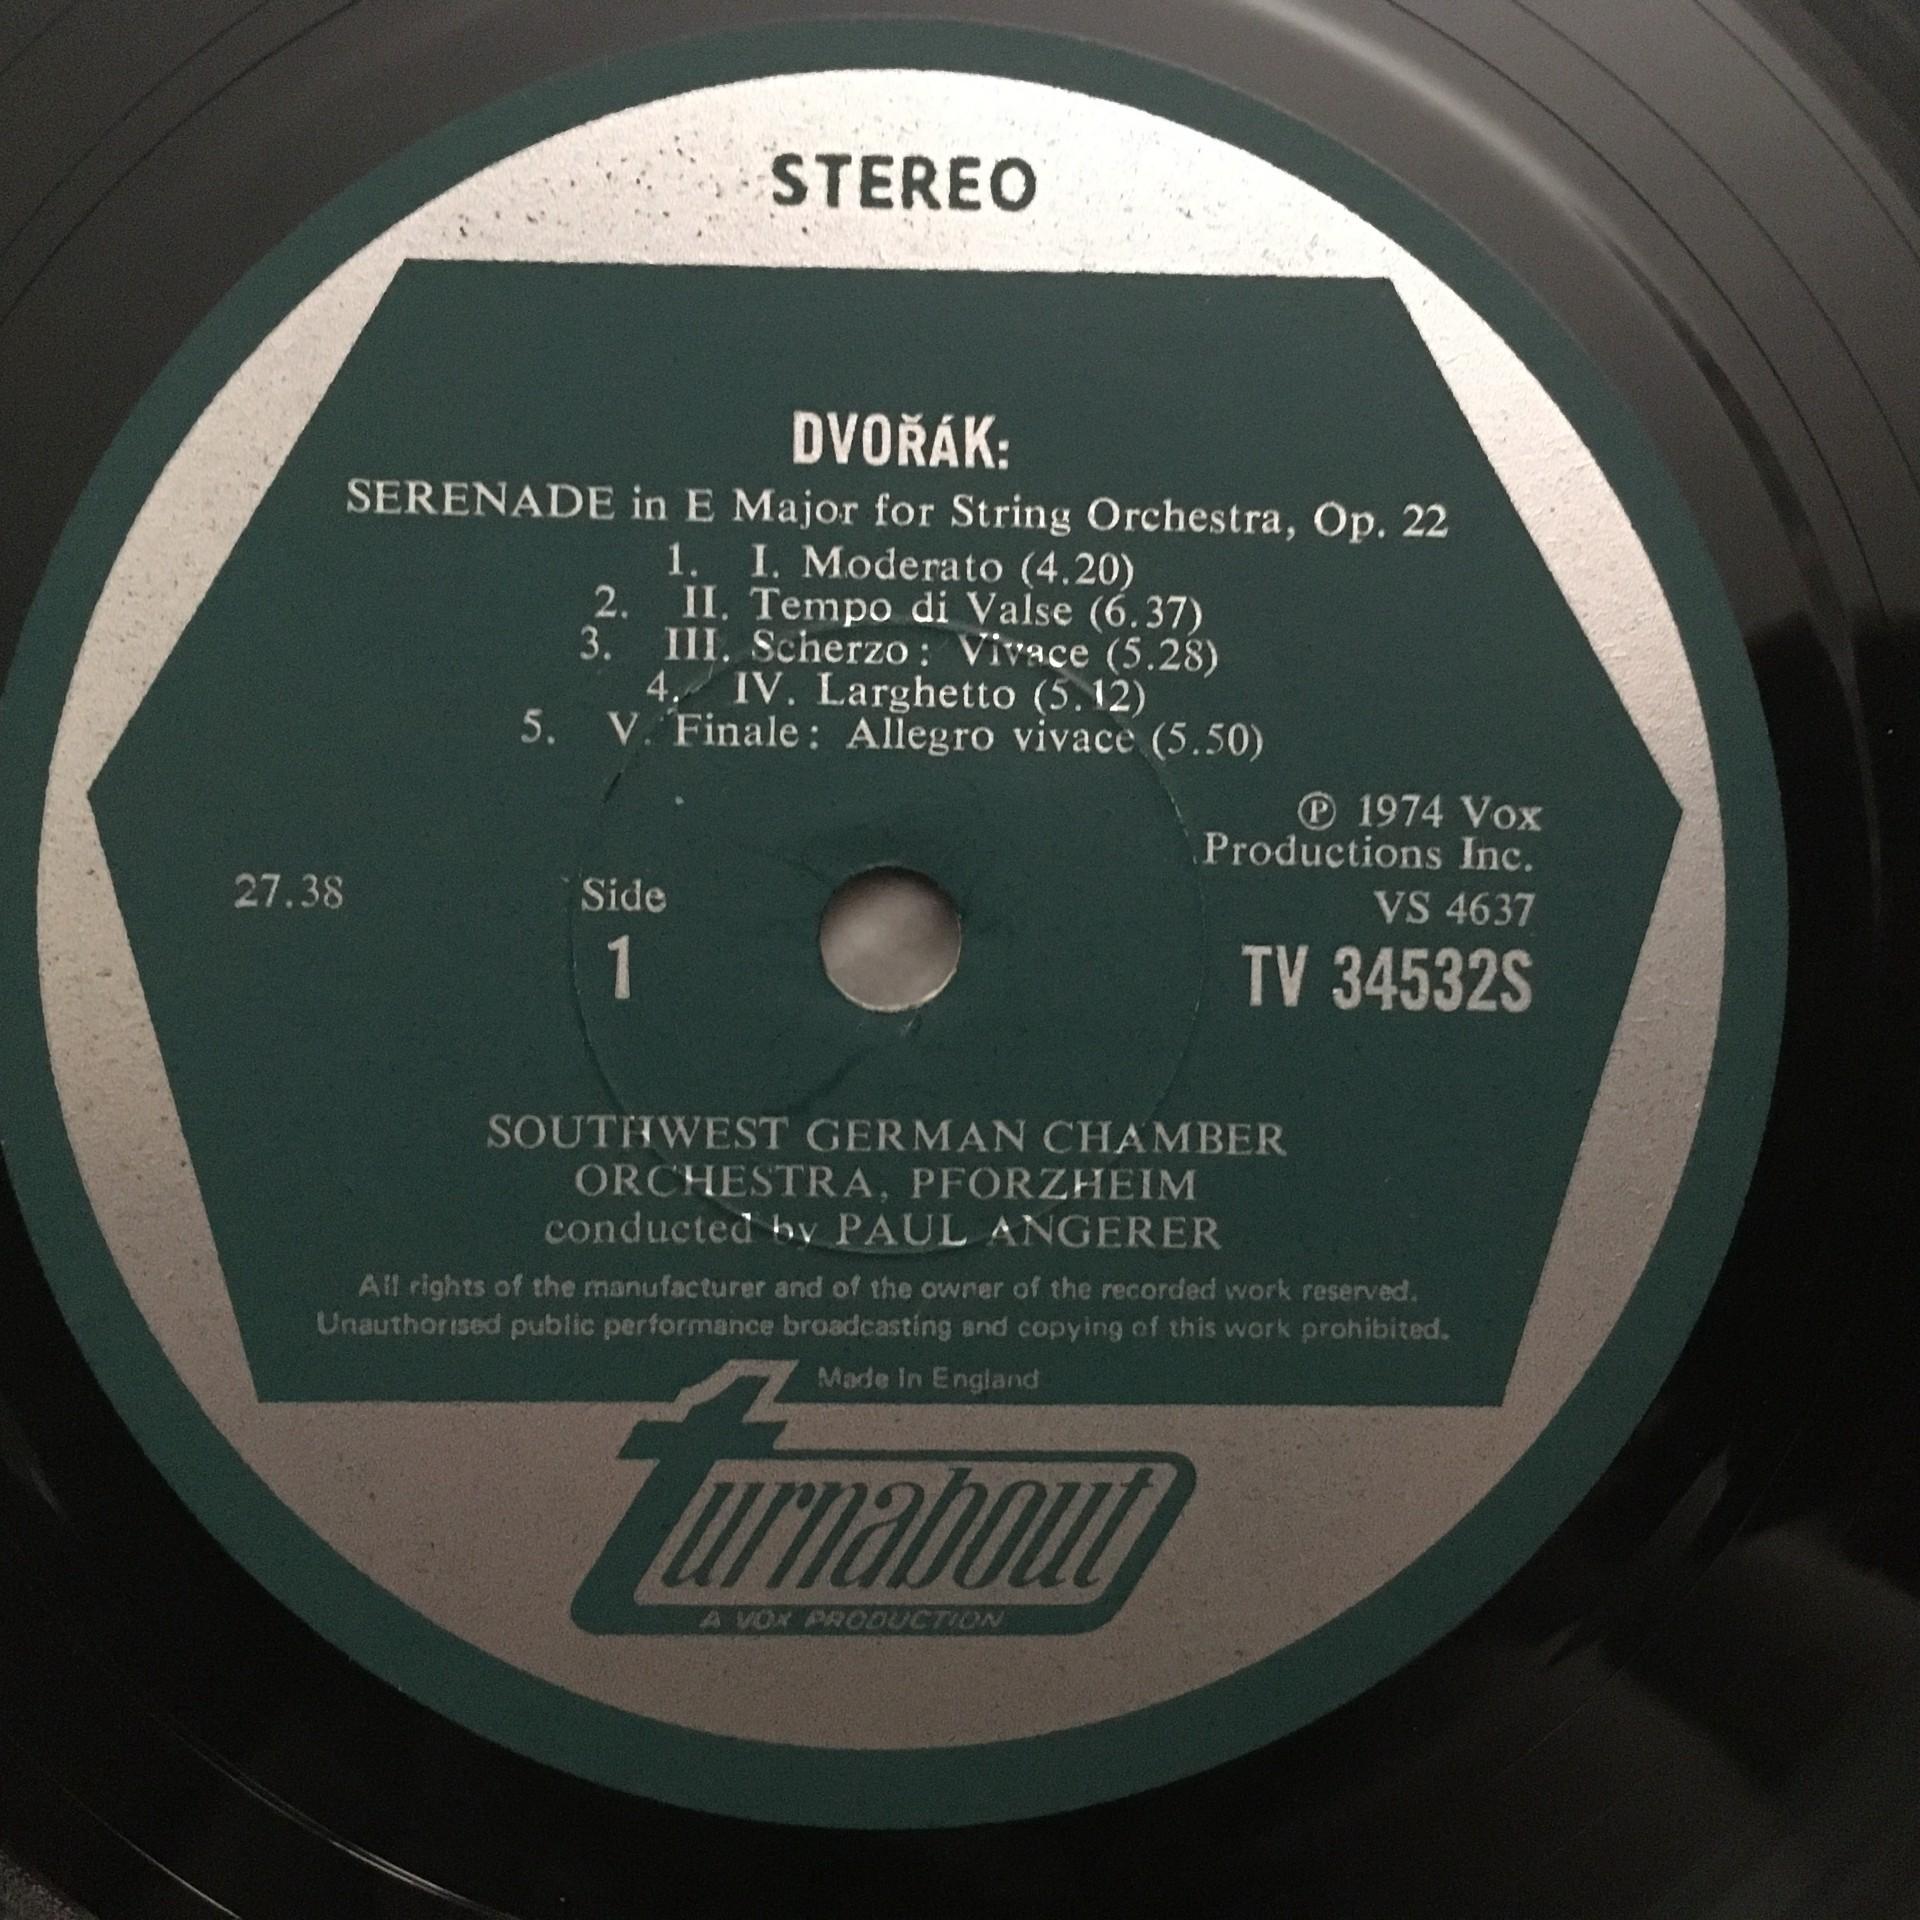 STEREO
DVOŘÁK:
SERENADE in E Major for String Orchestra, Op. 22
1. I. Moderato (4.20)
2. II. Tempo di Valse (6.37)
3. III. Scherzo: Vivace (5.28)
4. IV. Larghetto (5.12)
5. V. Finale: Allegro vivace (5.50)
℗ 1974 Vox
Productions Inc.
27.38
Side
1
VS 4637
TV 34532S
SOUTHWEST GERMAN CHAMBER
ORCHESTRA, PFORZHEIM
conducted by PAUL ANGERER
All rights of the manufacturer and of the owner of the recorded work reserved.
Unauthorised public performance broadcasting and copying of this work prohibited.
Made in England
turnabout
A VOX PRODUCTION